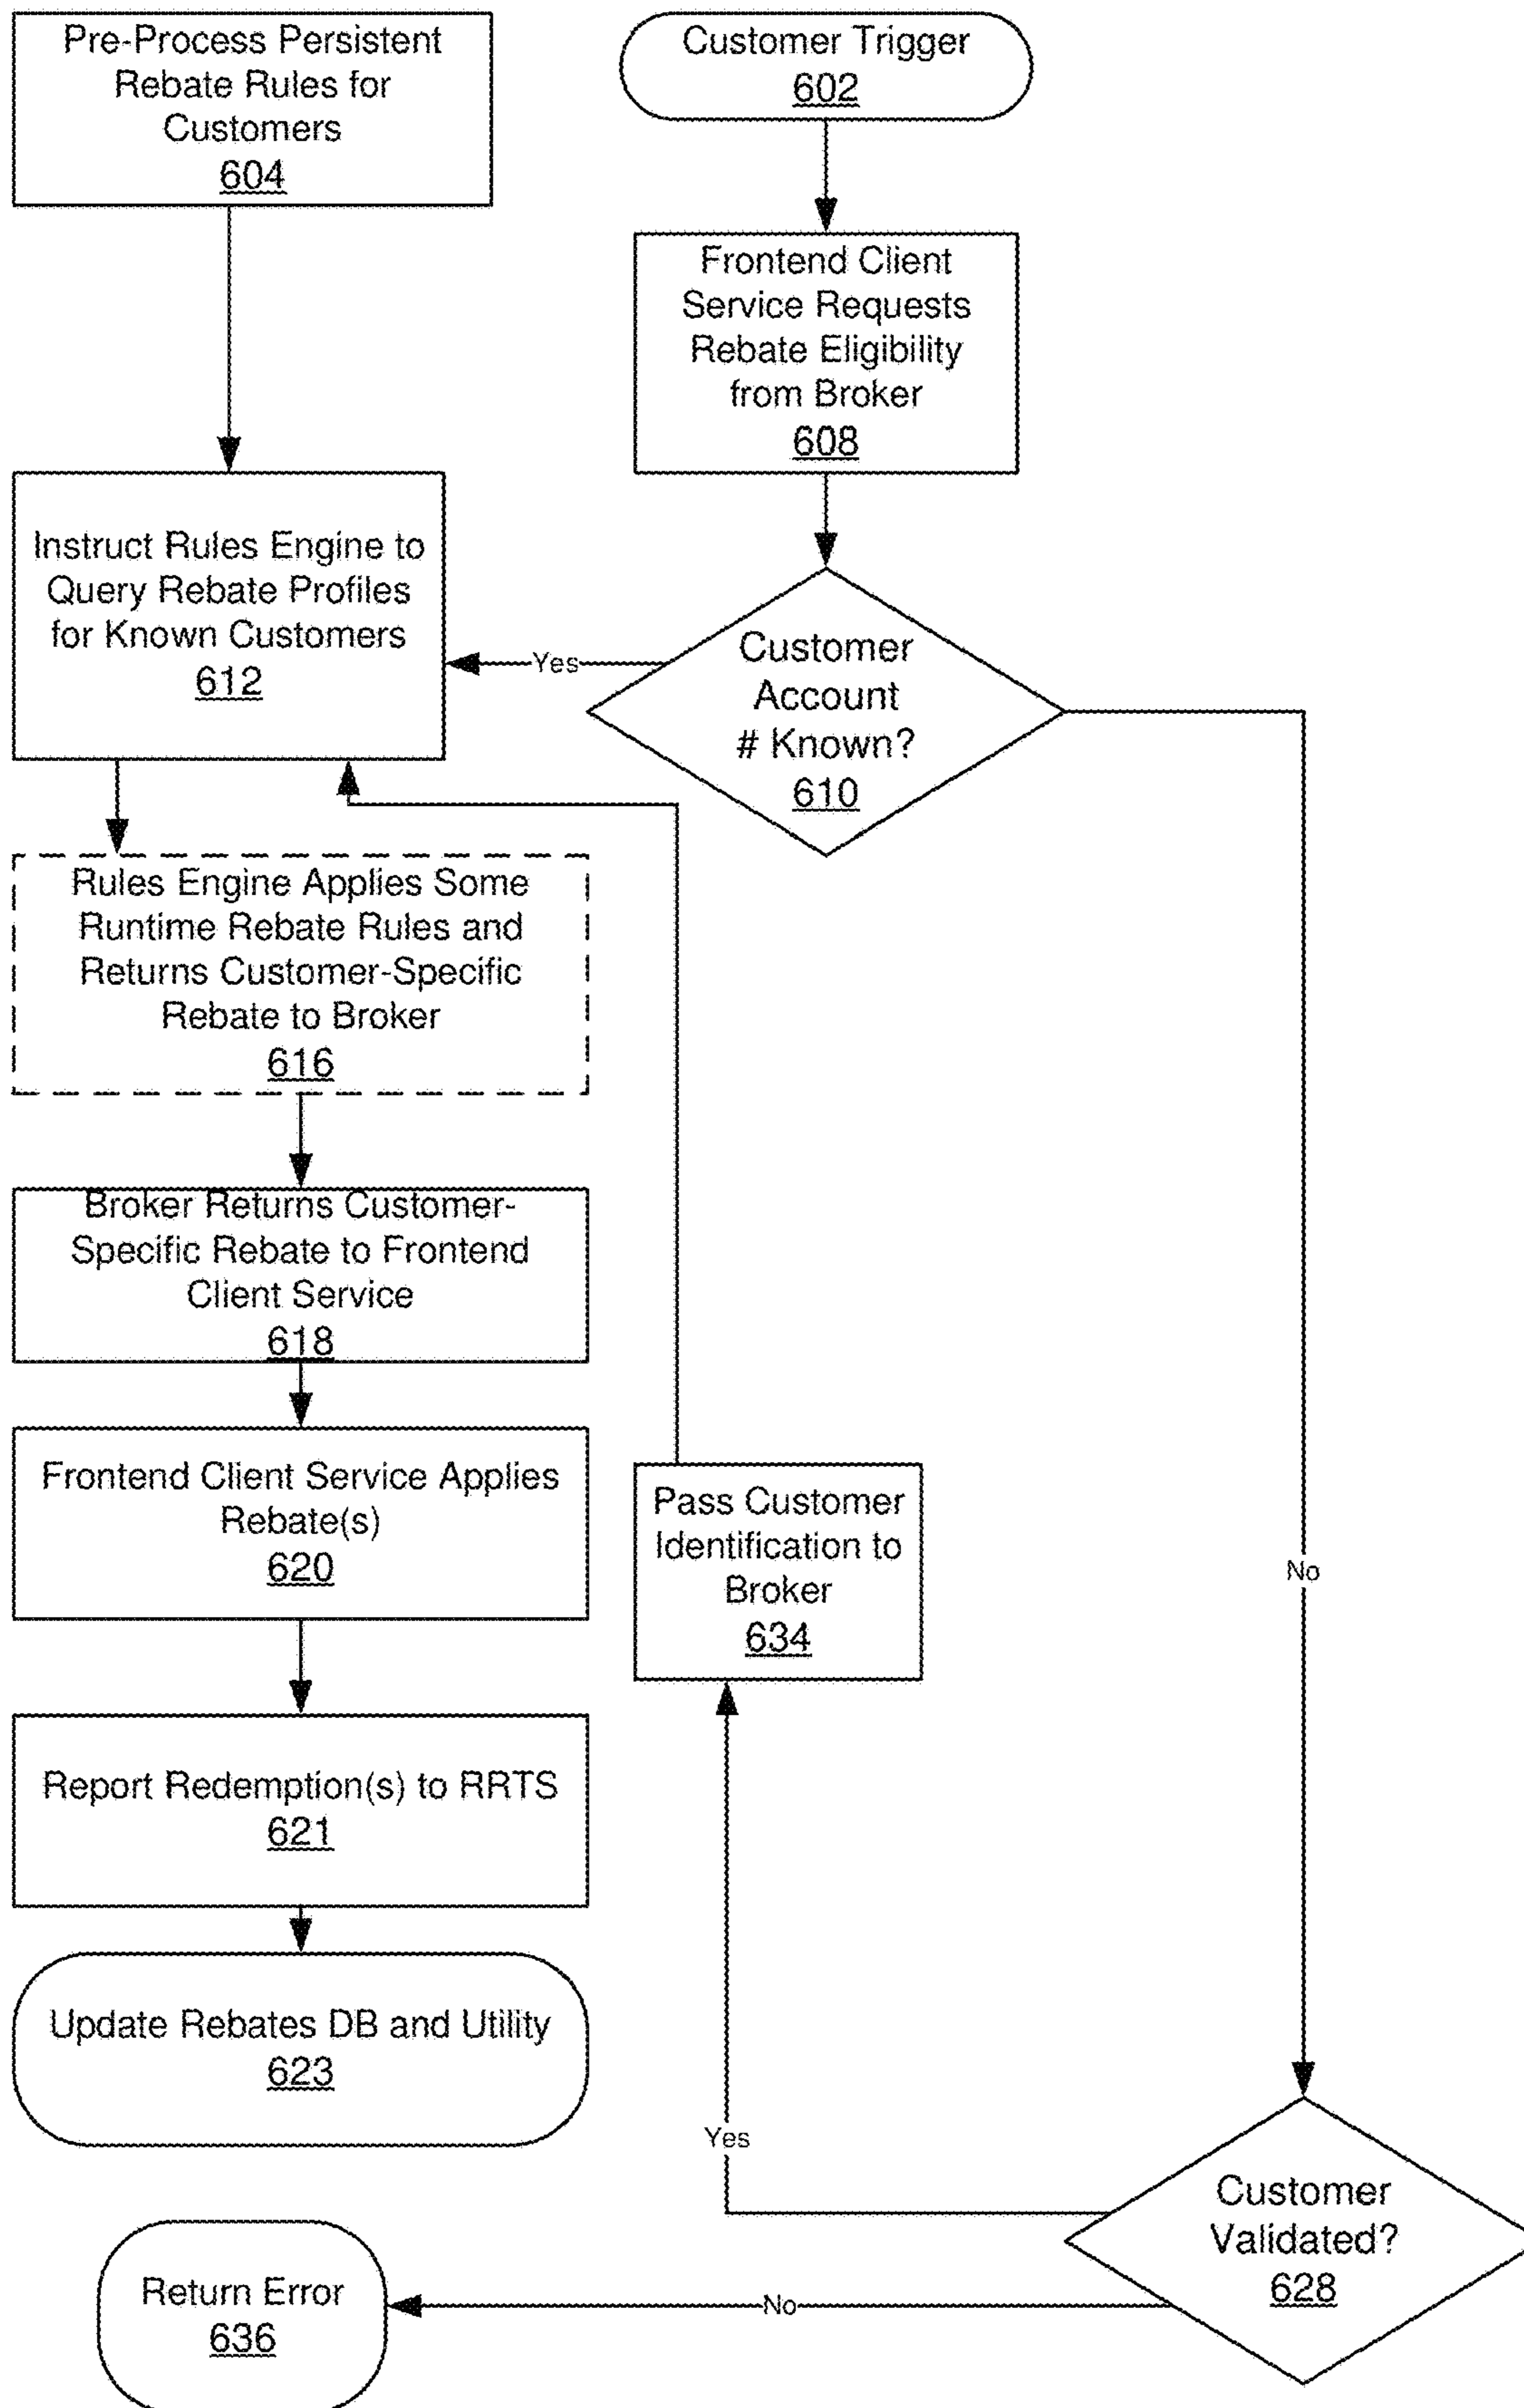 Pre-Process Persistent
Rebate Rules for
Customers
604
Customer Trigger
602
Frontend Client
Service Requests
Rebate Eligibility
from Broker
608
Instruct Rules Engine to
Query Rebate Profiles
for Known Customers
612
Yes
Customer
Account
# Known?
610
Rules Engine Applies Some
Runtime Rebate Rules and
Returns Customer-Specific
Rebate to Broker
616
Broker Returns Customer-
Specific Rebate to Frontend
Client Service
618
Frontend Client Service Applies
Rebate(s)
620
Pass Customer
Identification to
Broker
634
No
Report Redemption(s) to RRTS
621
Update Rebates DB and Utility
623
Yes
Customer
Validated?
628
Return Error
636
No